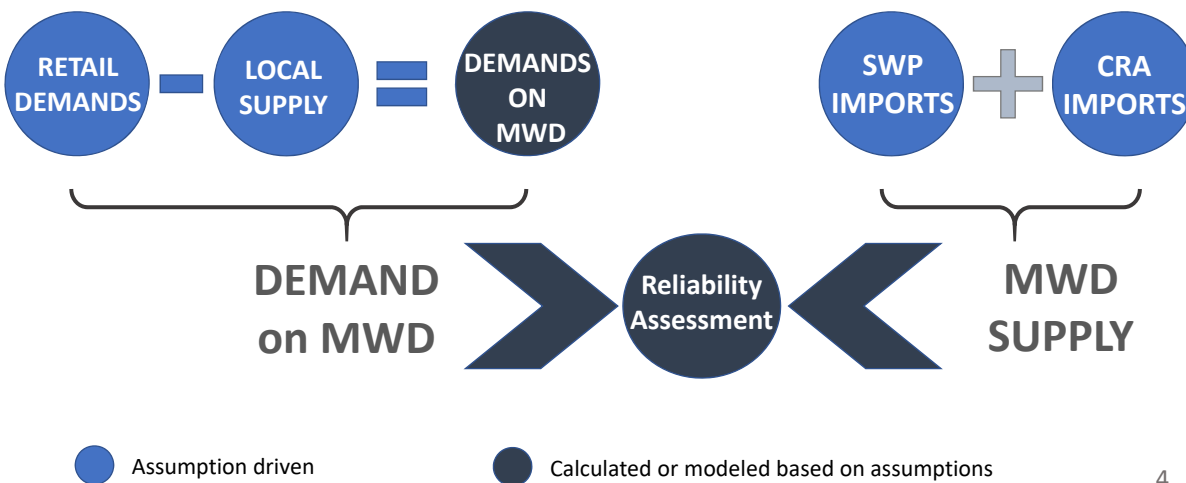 RETAIL
DEMANDS
LOCAL
SUPPLY
DEMANDS
ON
MWD
SWP
IMPORTS
CRA
IMPORTS
DEMAND
on MWD
Reliability
Assessment
MWD
SUPPLY
Assumption driven
Calculated or modeled based on assumptions
4